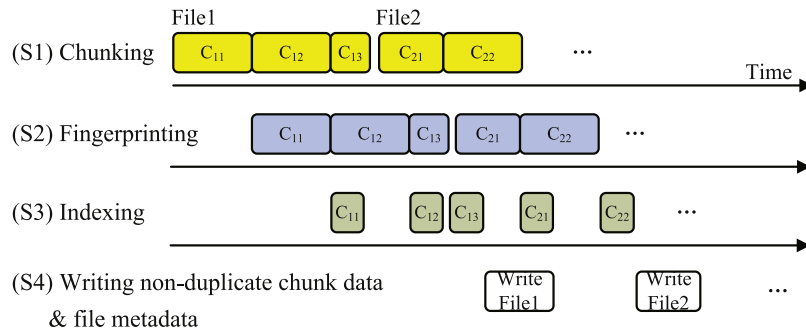 File1 File2
(S1) Chunking C₁₁ C₁₂ C₁₃ C₂₁ C₂₂ ...
Time
(S2) Fingerprinting C₁₁ C₁₂ C₁₃ C₂₁ C₂₂ ...
(S3) Indexing C₁₁ C₁₂ C₁₃ C₂₁ C₂₂ ...
(S4) Writing non-duplicate chunk data Write Write ...
File1 File2
& file metadata